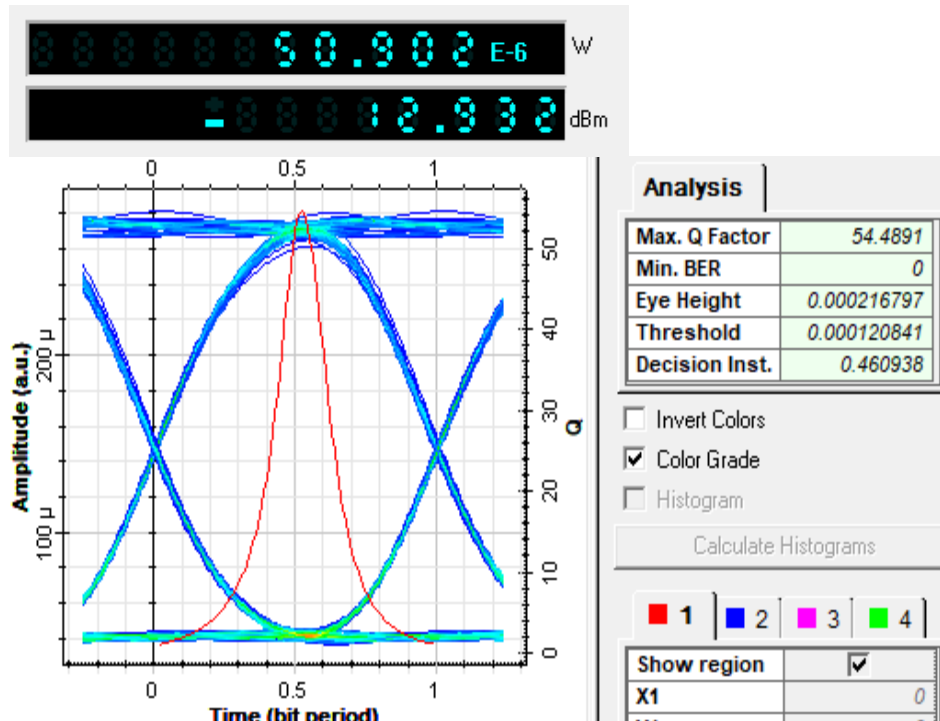 50.902 E-6 W
- 12.932 dBm
0 0.5 1
Amplitude (a.u.)
100 µ
200 µ
0 10 20 30 40 50
Q
0 0.5 1
Time (bit period)
Analysis
Max. Q Factor 54.4891
Min. BER 0
Eye Height 0.000216797
Threshold 0.000120841
Decision Inst. 0.460938
Invert Colors
Color Grade
Histogram
Calculate Histograms
1 2 3 4
Show region
X1 0